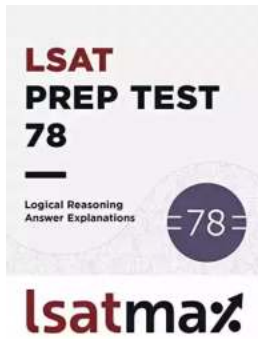 LSAT
PREP TEST
78
Logical Reasoning
Answer Explanations
=78=
lsatmax